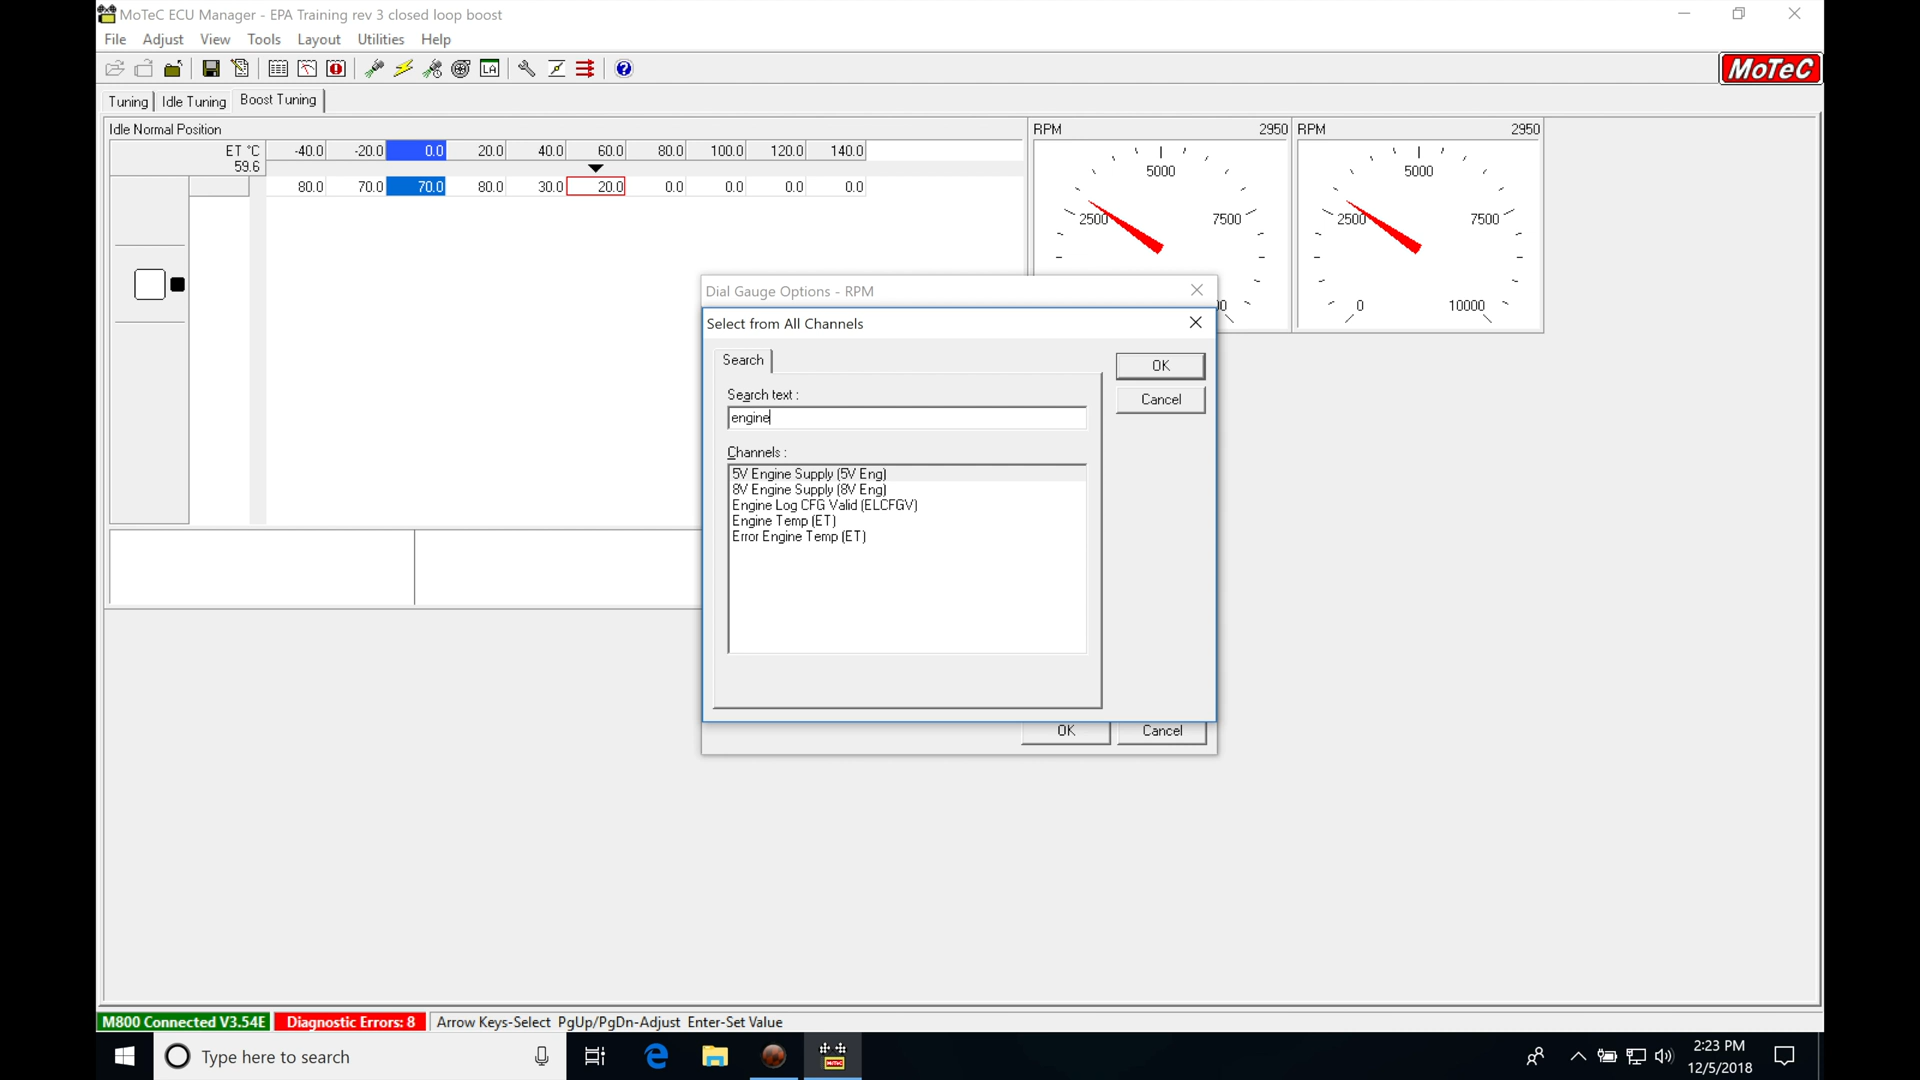 MoTeC ECU Manager - EPA Training rev 3 closed loop boost
File Adjust View Tools Layout Utilities Help
LA
MoTeC
Tuning Idle Tuning Boost Tuning
Idle Normal Position
ET °C -40.0 -20.0 0.0 20.0 40.0 60.0 80.0 100.0 120.0 140.0
59.6
80.0 70.0 70.0 80.0 30.0 20.0 0.0 0.0 0.0 0.0
RPM 2950
5000
2500 7500
RPM 2950
5000
2500 7500
0 10000
Dial Gauge Options - RPM
Select from All Channels
Search
Search text :
engine
Channels :
5V Engine Supply (5V Eng)
8V Engine Supply (8V Eng)
Engine Log CFG Valid (ELCFGV)
Engine Temp (ET)
Error Engine Temp (ET)
OK
Cancel
OK Cancel
M800 Connected V3.54E Diagnostic Errors: 8 Arrow Keys-Select PgUp/PgDn-Adjust Enter-Set Value
Type here to search
2:23 PM
12/5/2018